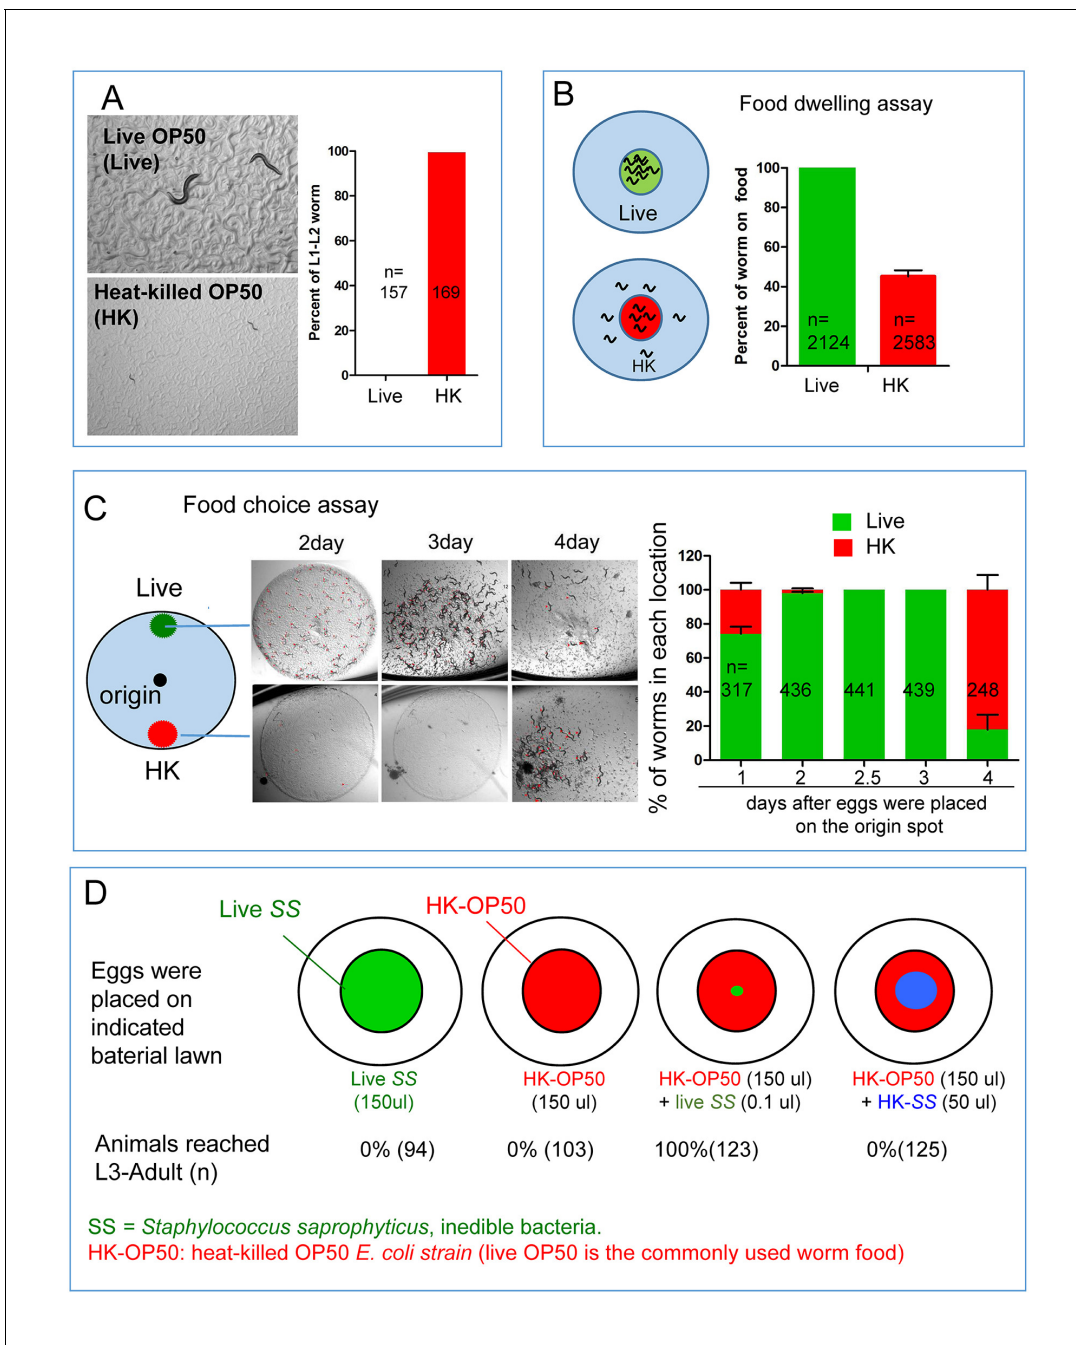 A
Live OP50
(Live)
Heat-killed OP50
(HK)
Percent of L1-L2 worm
100
80
60
40
20
0
n=
157
169
Live
HK
B
Food dwelling assay
Live
HK
Percent of worm on food
100
80
60
40
20
0
n=
2124
n=
2583
Live
HK
C
Food choice assay
2day
3day
4day
Live
origin
HK
Live
HK
% of worms in each location
120
100
80
60
40
20
0
n=
317
436
441
439
248
1
2
2.5
3
4
days after eggs were placed
on the origin spot
D
Live SS
HK-OP50
Eggs were
placed on
indicated
baterial lawn
Live SS
(150ul)
HK-OP50
(150 ul)
HK-OP50 (150 ul)
+ live SS (0.1 ul)
HK-OP50 (150 ul)
+ HK-SS (50 ul)
Animals reached
L3-Adult (n)
0% (94)
0% (103)
100%(123)
0%(125)
SS = Staphylococcus saprophyticus, inedible bacteria.
HK-OP50: heat-killed OP50 E. coli strain (live OP50 is the commonly used worm food)